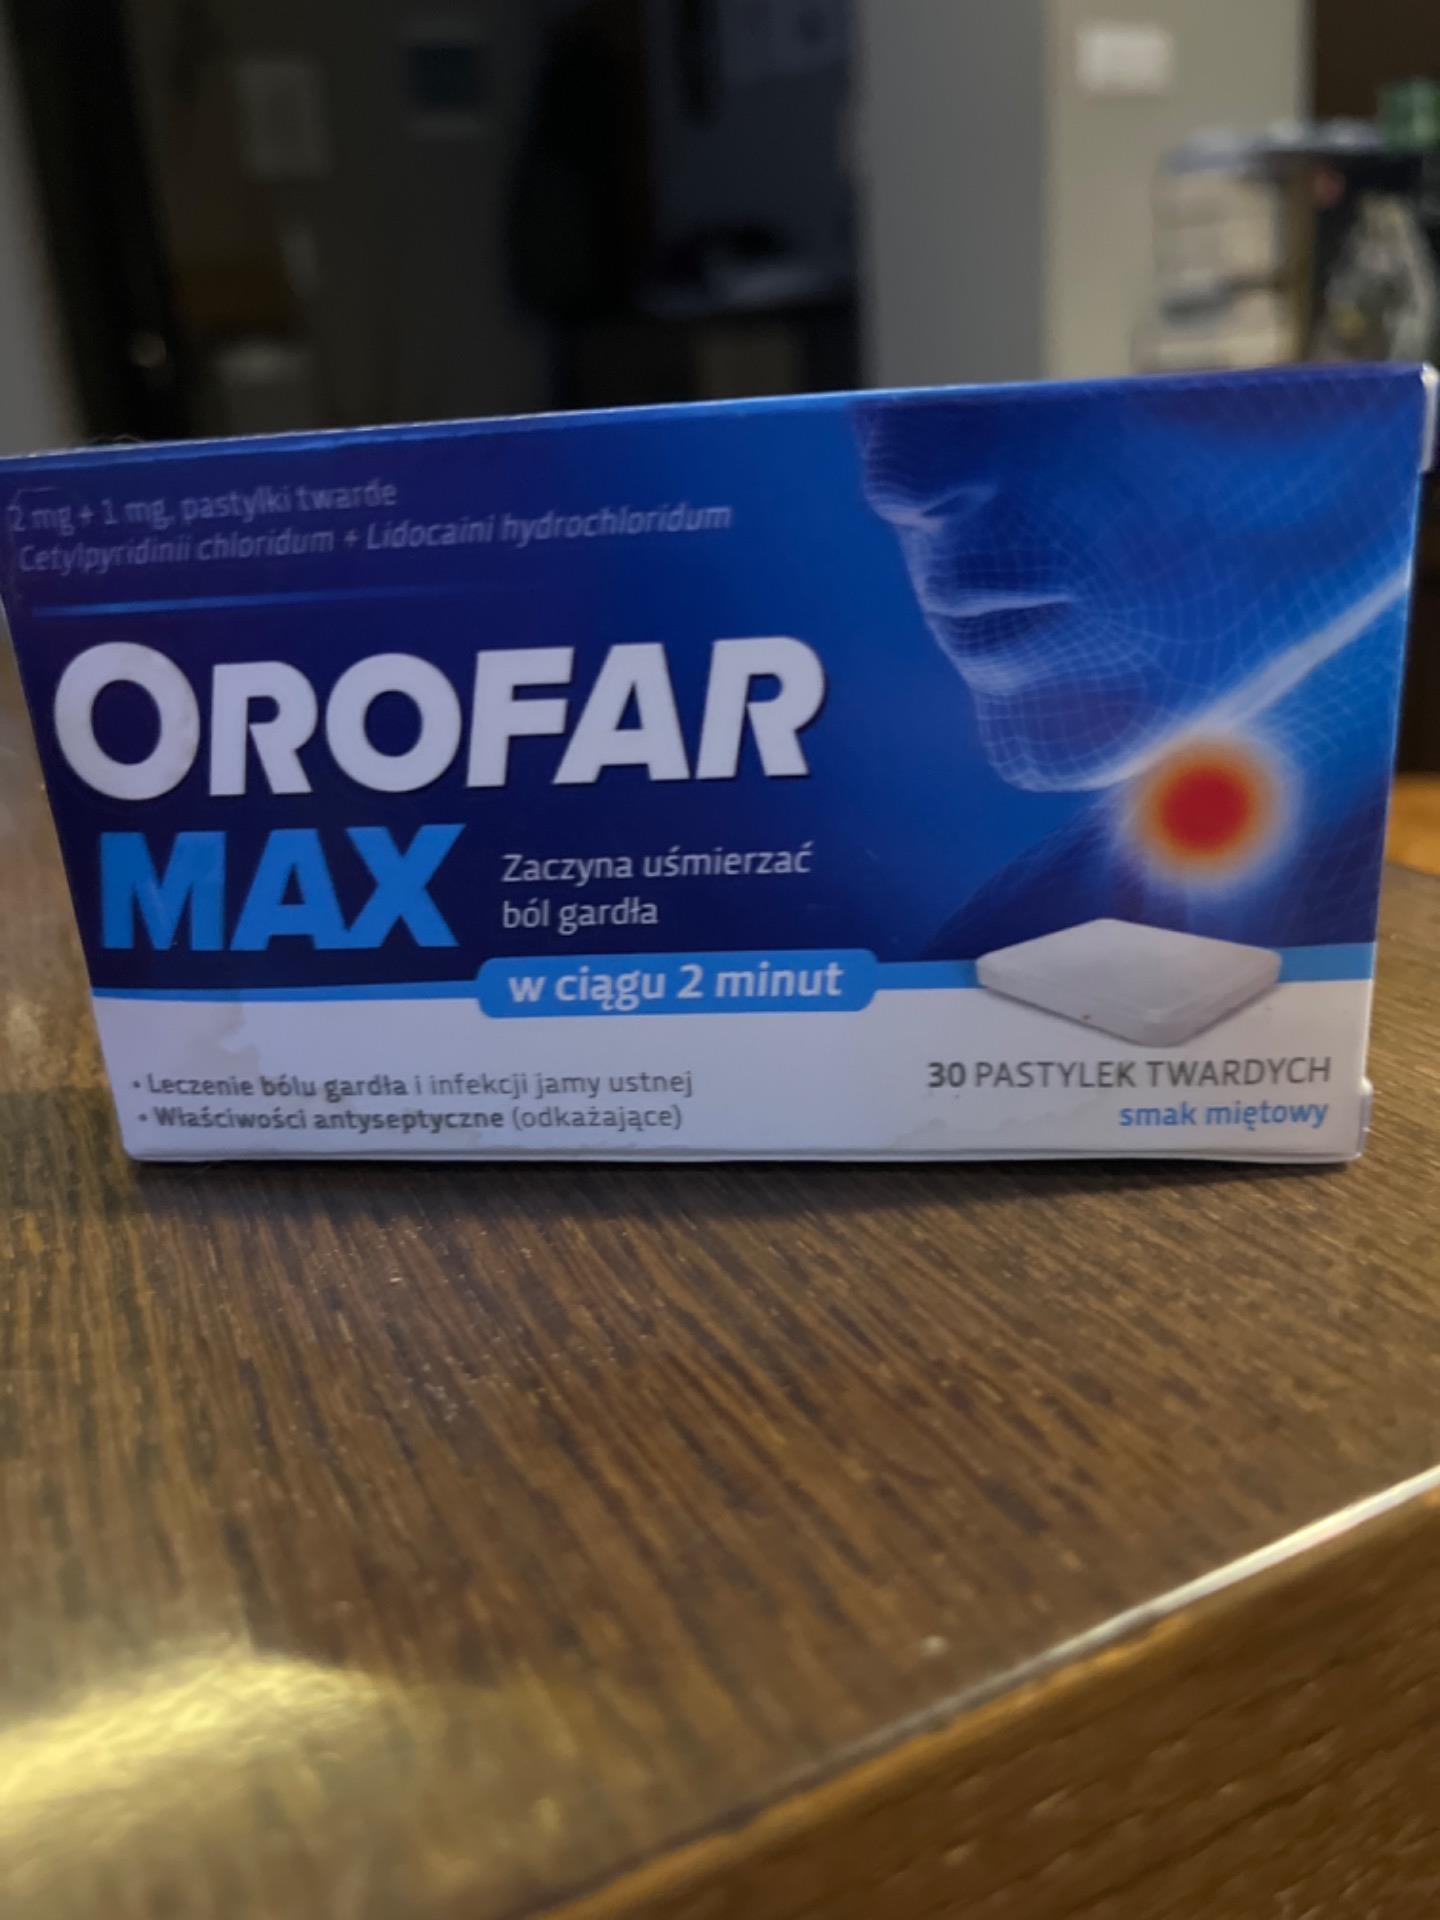 2 mg + 1 mg, pastylki twarde
Cetylpyridinii chloridum + Lidocaini hydrochloridum
OROFAR
MAX
Zaczyna uśmierzać
ból gardła
w ciągu 2 minut
• Leczenie bólu gardła i infekcji jamy ustnej
• Właściwości antyseptyczne (odkażające)
30 PASTYLEK TWARDYCH
smak miętowy